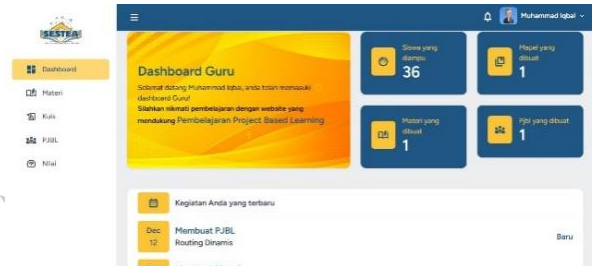 SESTEA
Muhammad Iqbal
Dashboard
Materi
Kuis
PJBL
Nilai
Dashboard Guru
Selamat datang Muhammad Iqbal, anda telah memasuki
dashboard Guru!
Silahkan nikmati pembelajaran dengan website yang
mendukung Pembelajaran Project Based Learning
Siswa yang
diampu
36
Mapel yang
dibuat
1
Materi yang
dibuat
1
Pjbl yang dibuat
1
Kegiatan Anda yang terbaru
Dec
12
Membuat PJBL
Routing Dinamis
Baru